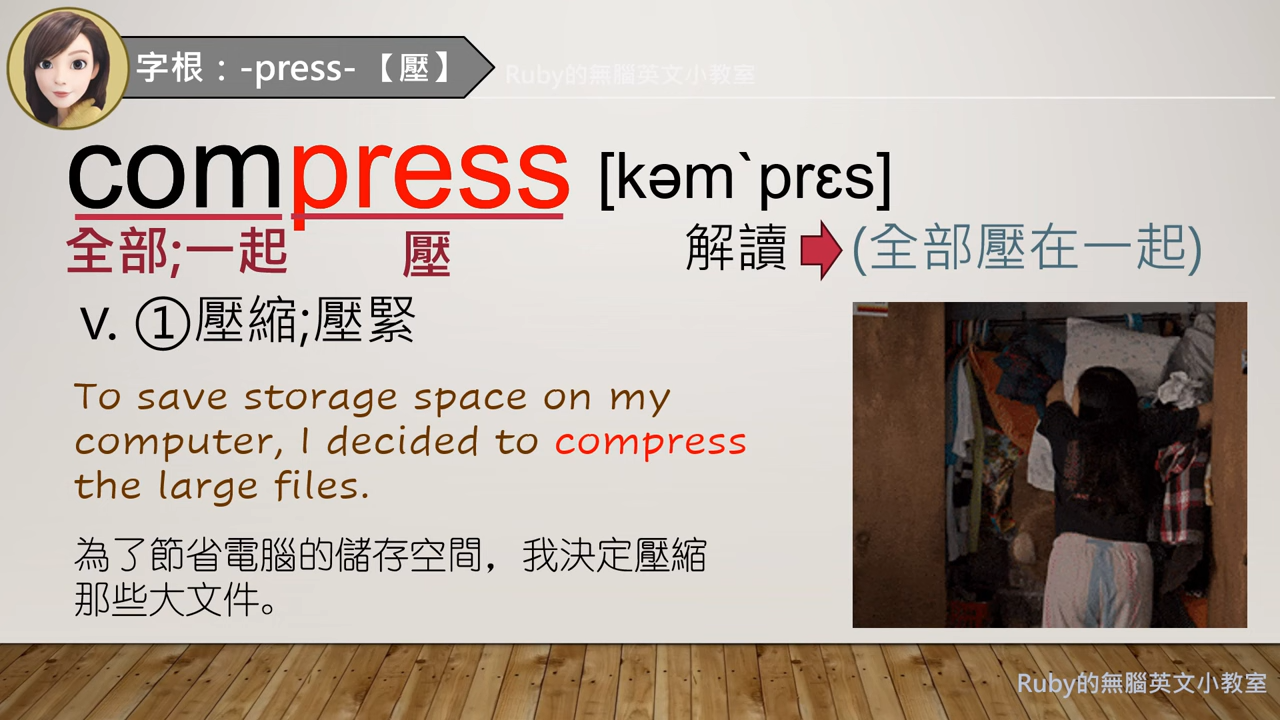 字根：-press-【壓】
Ruby的無腦英文小教室
compress [kəm`prɛs]
全部;一起 壓 解讀 (全部壓在一起)
v. ①壓縮;壓緊
To save storage space on my
computer, I decided to compress
the large files.
為了節省電腦的儲存空間，我決定壓縮
那些大文件。
Ruby的無腦英文小教室